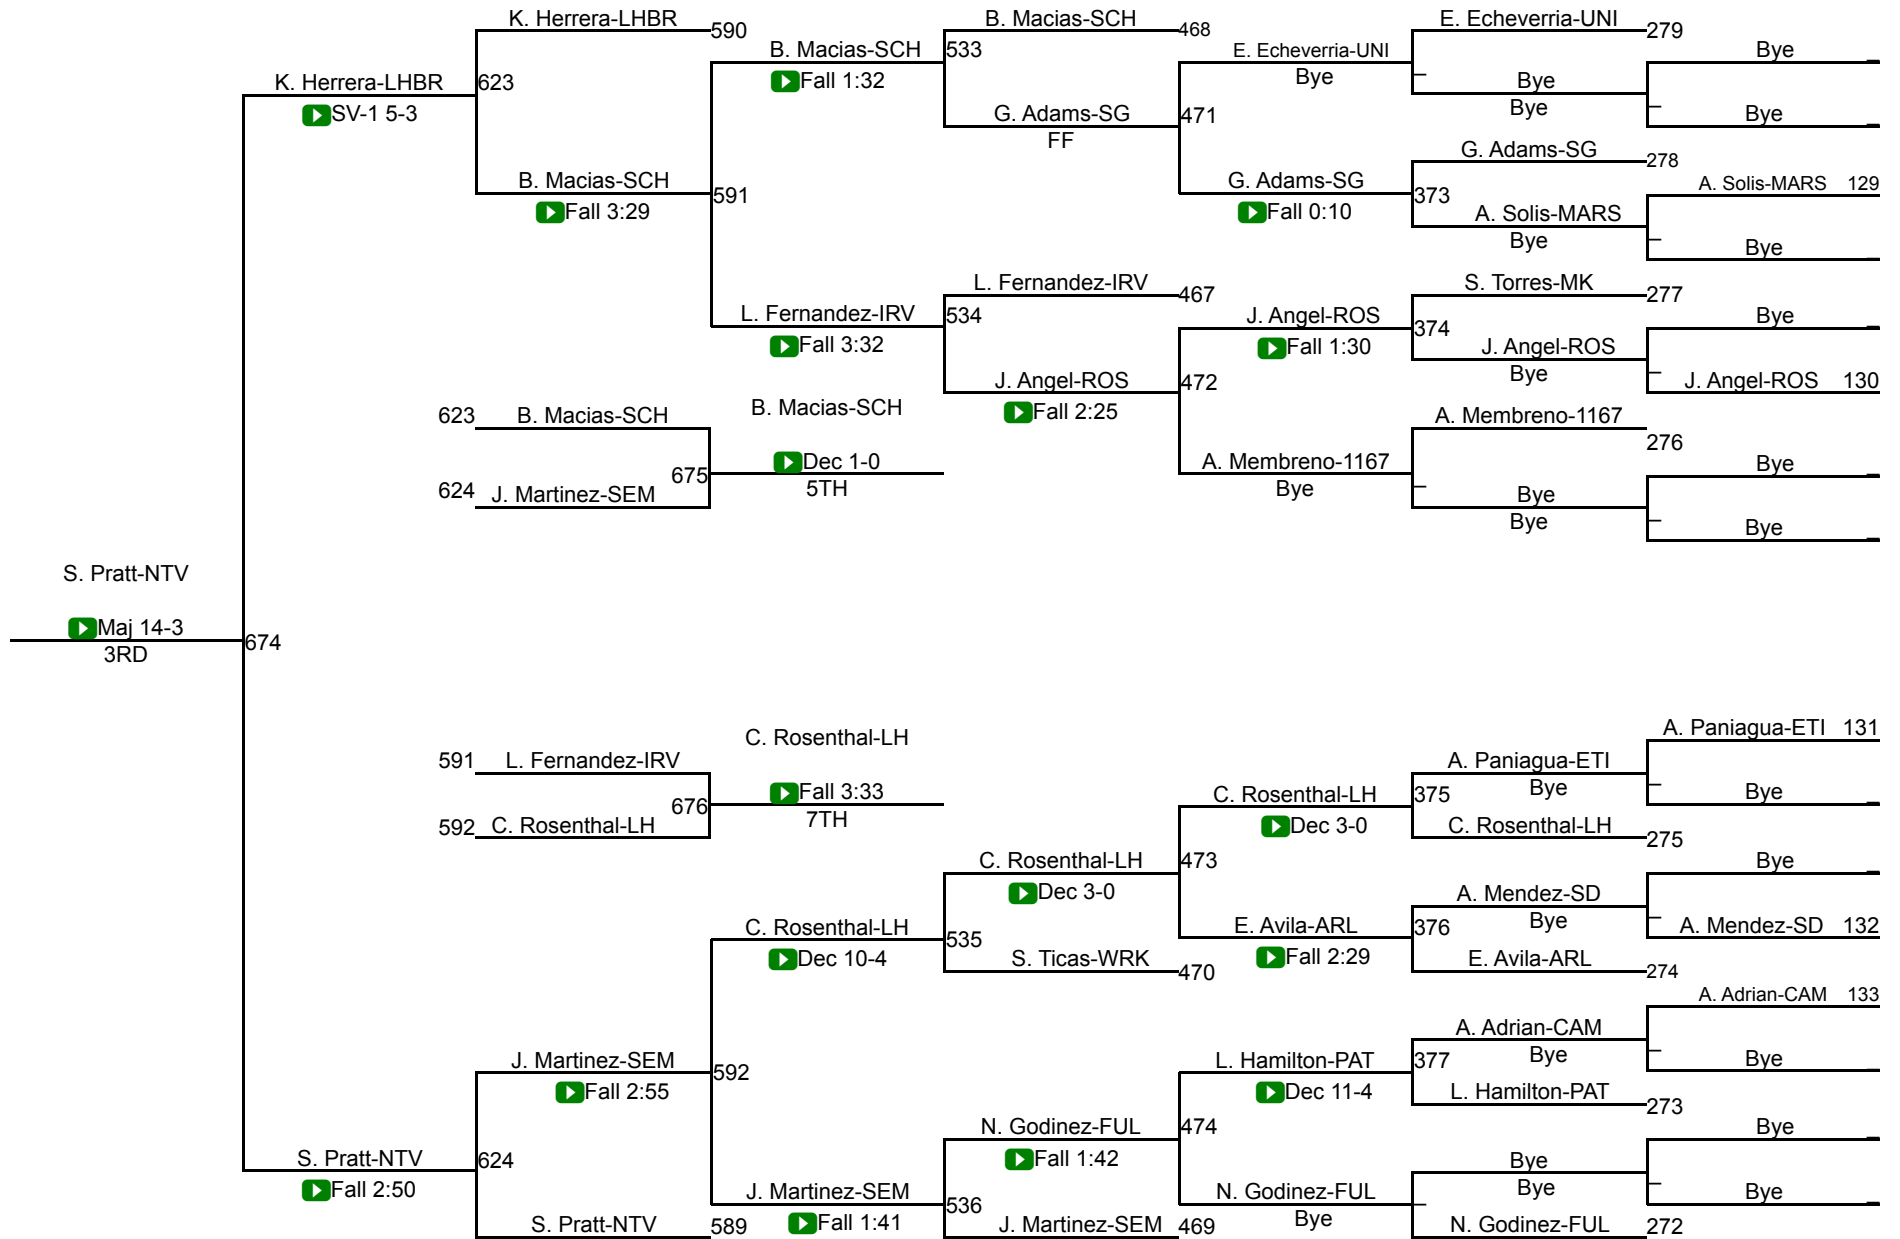 K. Herrera-LHBR
590
B. Macias-SCH
468
E. Echeverria-UNI
279
B. Macias-SCH
533
E. Echeverria-UNI
Bye
K. Herrera-LHBR
623
Fall 1:32
Bye
Bye
SV-1 5-3
G. Adams-SG
471
Bye
Bye
FF
G. Adams-SG
278
B. Macias-SCH
591
G. Adams-SG
373
A. Solis-MARS 129
Fall 3:29
Fall 0:10
A. Solis-MARS
Bye
Bye
L. Fernandez-IRV
467
S. Torres-MK
277
L. Fernandez-IRV
534
J. Angel-ROS
374
Bye
Fall 3:32
Fall 1:30
J. Angel-ROS
Bye
J. Angel-ROS
472
J. Angel-ROS 130
623
B. Macias-SCH
B. Macias-SCH
Fall 2:25
A. Membreno-1167
276
675
Dec 1-0
A. Membreno-1167
Bye
5TH
Bye
Bye
624
J. Martinez-SEM
Bye
Bye
S. Pratt-NTV
Maj 14-3
674
3RD
C. Rosenthal-LH
A. Paniagua-ETI 131
591
L. Fernandez-IRV
A. Paniagua-ETI
676
Fall 3:33
C. Rosenthal-LH
375
Bye
Bye
7TH
592
C. Rosenthal-LH
Dec 3-0
C. Rosenthal-LH
275
C. Rosenthal-LH
473
Bye
Dec 3-0
A. Mendez-SD
C. Rosenthal-LH
535
E. Avila-ARL
376
Bye
A. Mendez-SD 132
Dec 10-4
S. Ticas-WRK
470
Fall 2:29
E. Avila-ARL
274
A. Adrian-CAM 133
J. Martinez-SEM
592
L. Hamilton-PAT
377
A. Adrian-CAM
Bye
Bye
Fall 2:55
Dec 11-4
L. Hamilton-PAT
273
N. Godinez-FUL
474
Bye
S. Pratt-NTV
624
Fall 1:42
Bye
Bye
Fall 2:50
J. Martinez-SEM
536
N. Godinez-FUL
Bye
Bye
S. Pratt-NTV
589
Fall 1:41
J. Martinez-SEM
469
N. Godinez-FUL
272